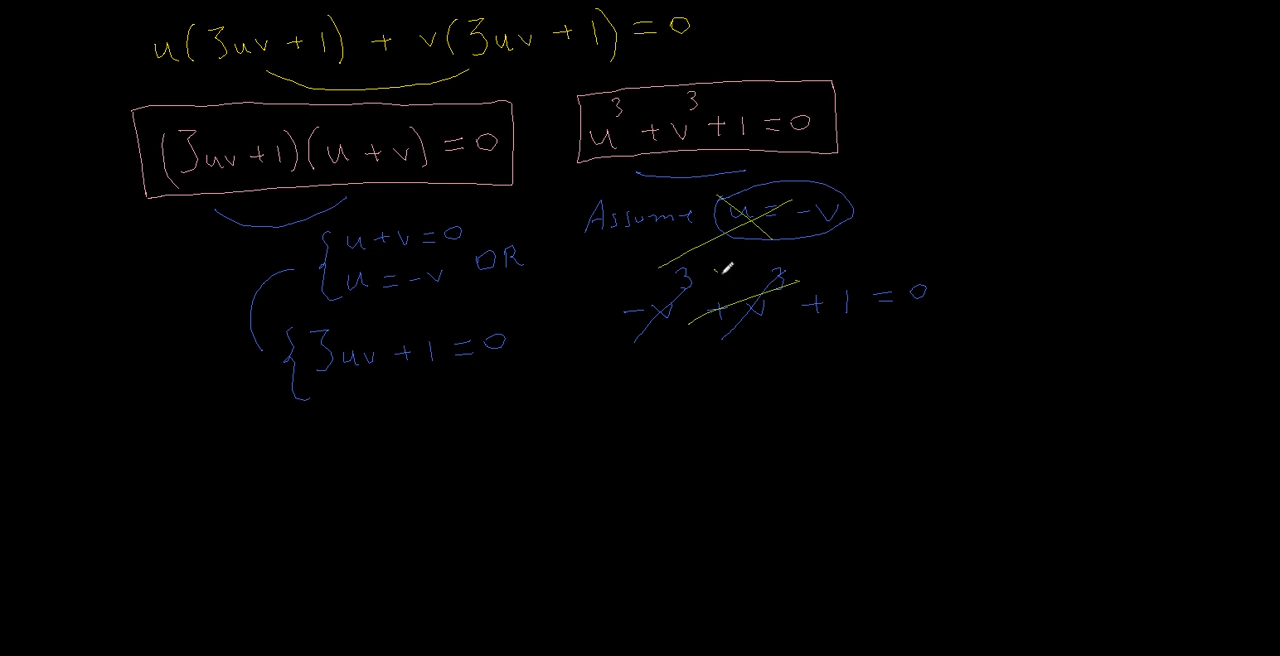 u(3uv+1) + v(3uv+1) = 0
(3uv+1)(u+v) = 0
u³ + v³ + 1 = 0
Assume u = -v
u+v = 0
u = -v OR
3uv + 1 = 0
-v³ + v³ + 1 = 0